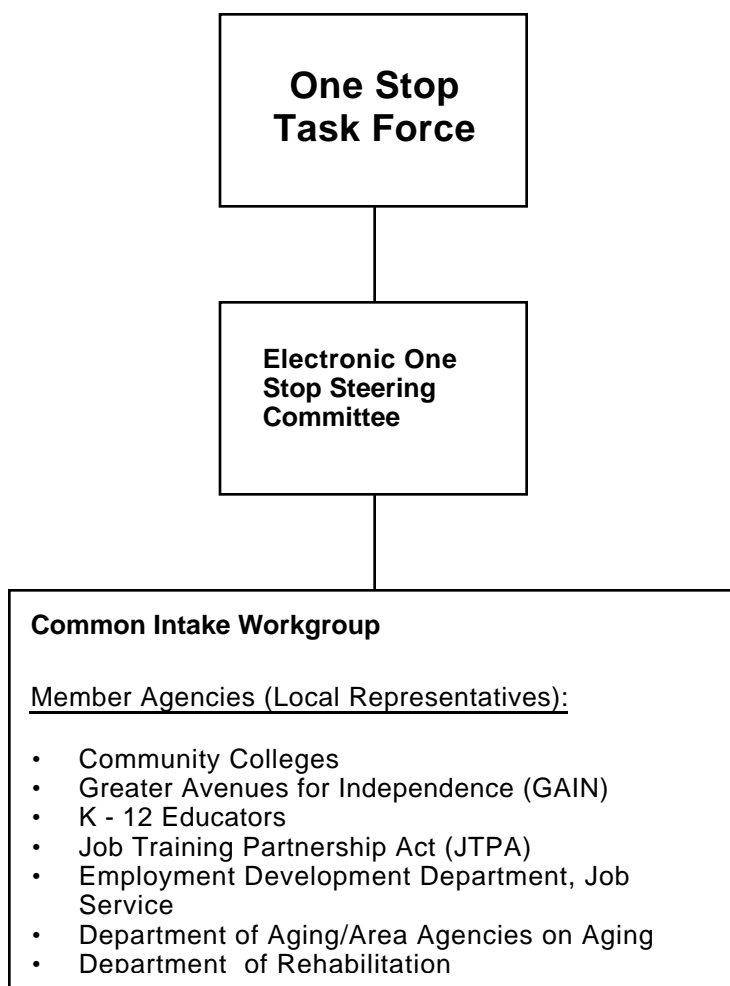 One Stop
Task Force
Electronic One
Stop Steering
Committee
Common Intake Workgroup
Member Agencies (Local Representatives):
• Community Colleges
• Greater Avenues for Independence (GAIN)
• K - 12 Educators
• Job Training Partnership Act (JTPA)
• Employment Development Department, Job
Service
• Department of Aging/Area Agencies on Aging
• Department of Rehabilitation